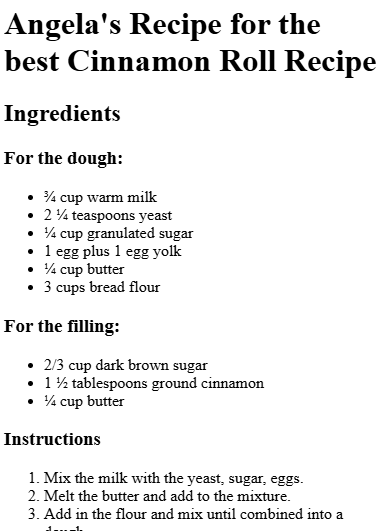 Angela's Recipe for the
best Cinnamon Roll Recipe
Ingredients
For the dough:
• ¾ cup warm milk
• 2 ¼ teaspoons yeast
• ¼ cup granulated sugar
• 1 egg plus 1 egg yolk
• ¼ cup butter
• 3 cups bread flour
For the filling:
• 2/3 cup dark brown sugar
• 1 ½ tablespoons ground cinnamon
• ¼ cup butter
Instructions
1. Mix the milk with the yeast, sugar, eggs.
2. Melt the butter and add to the mixture.
3. Add in the flour and mix until combined into a